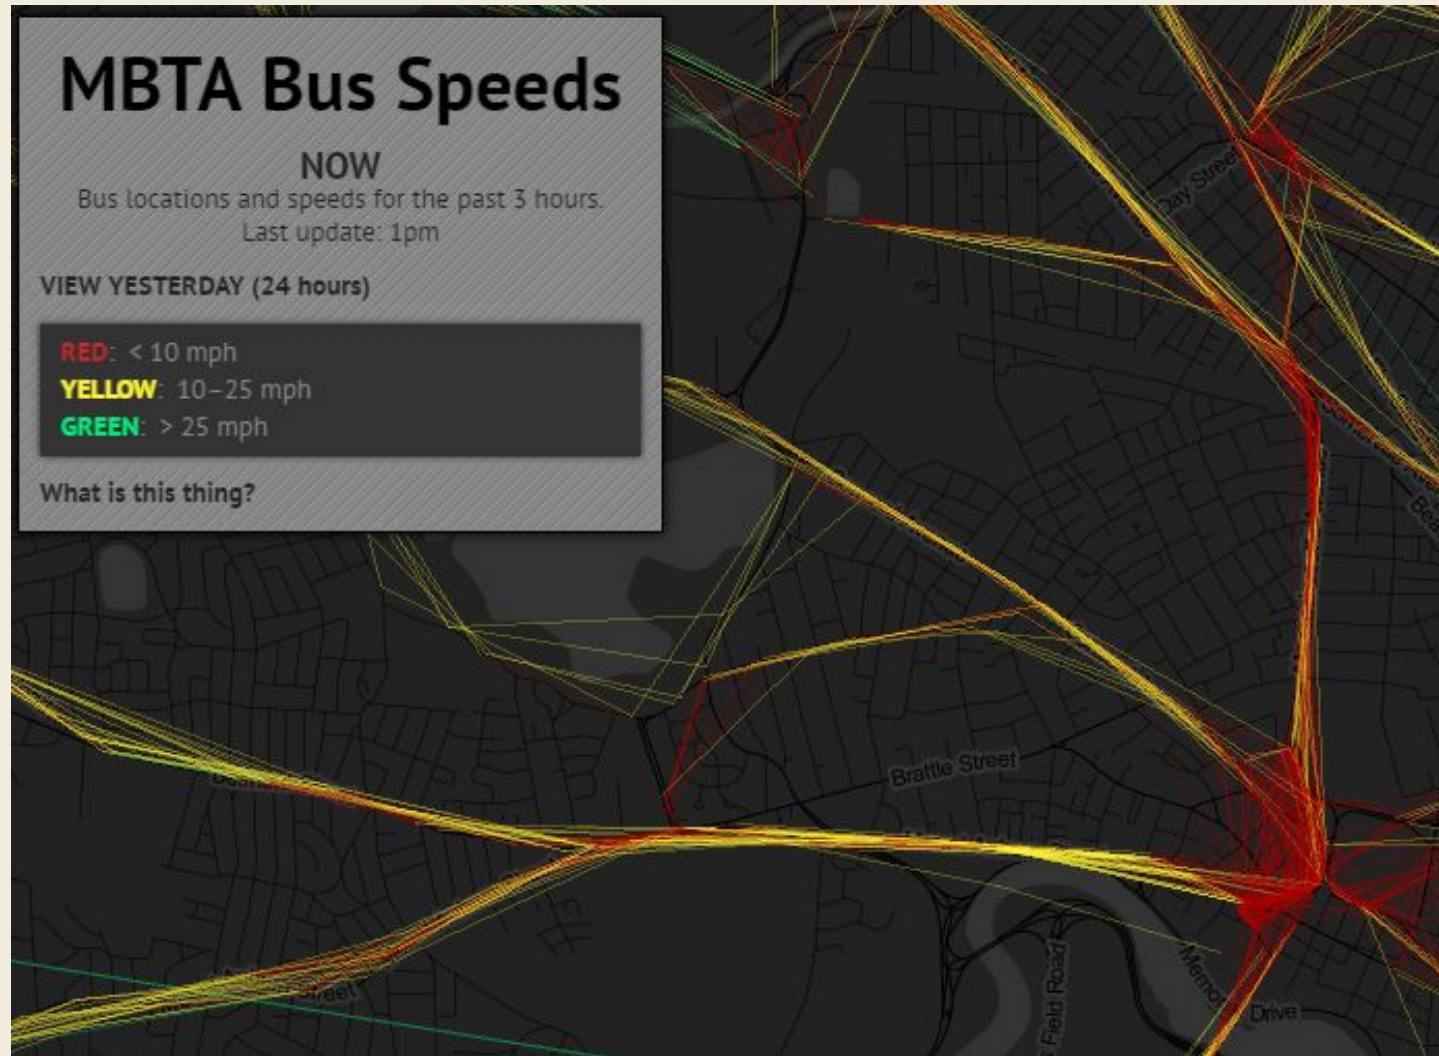 MBTA Bus Speeds
NOW
Bus locations and speeds for the past 3 hours.
Last update: 1pm
VIEW YESTERDAY (24 hours)
RED: < 10 mph
YELLOW: 10–25 mph
GREEN: > 25 mph
What is this thing?
Day Street
Brattle Street
Street
Field Road
Drive